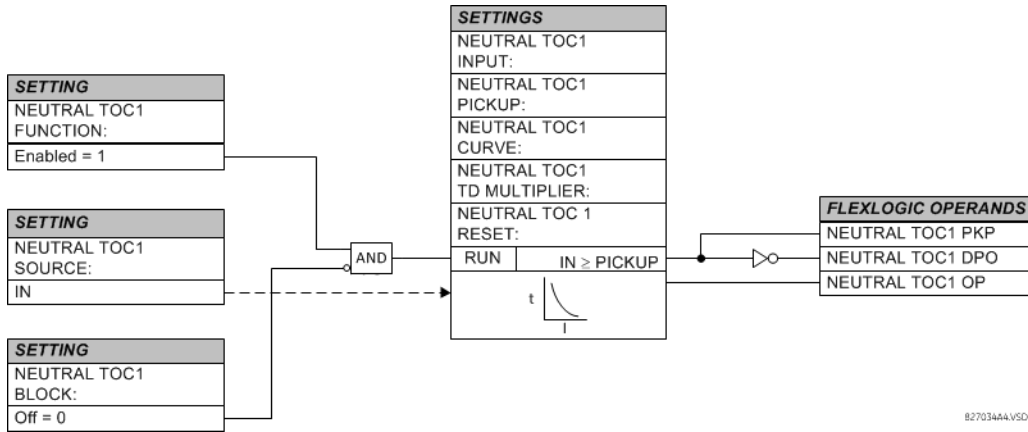 SETTING
NEUTRAL TOC1
FUNCTION:
Enabled = 1
SETTING
NEUTRAL TOC1
SOURCE:
IN
SETTING
NEUTRAL TOC1
BLOCK:
Off = 0
AND
SETTINGS
NEUTRAL TOC1
INPUT:
NEUTRAL TOC1
PICKUP:
NEUTRAL TOC1
CURVE:
NEUTRAL TOC1
TD MULTIPLIER:
NEUTRAL TOC 1
RESET:
RUN
IN ≥ PICKUP
t
I
FLEXLOGIC OPERANDS
NEUTRAL TOC1 PKP
NEUTRAL TOC1 DPO
NEUTRAL TOC1 OP
827034A4.VSD